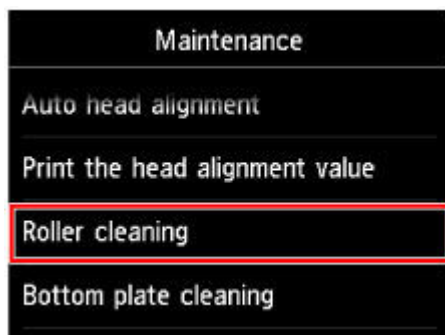 Maintenance
Auto head alignment
Print the head alignment value
Roller cleaning
Bottom plate cleaning